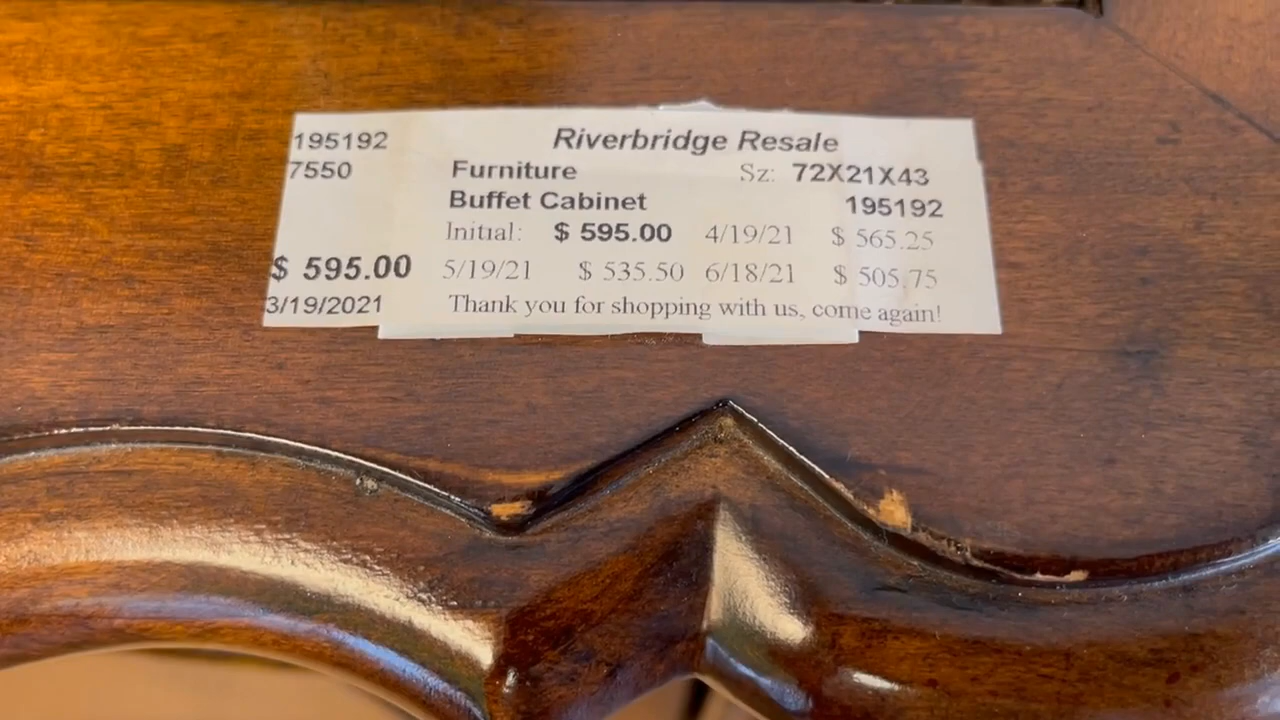 195192 Riverbridge Resale
7550 Furniture Sz: 72X21X43
Buffet Cabinet 195192
Initial: $ 595.00 4/19/21 $ 565.25
$ 595.00 5/19/21 $ 535.50 6/18/21 $ 505.75
3/19/2021 Thank you for shopping with us, come again!